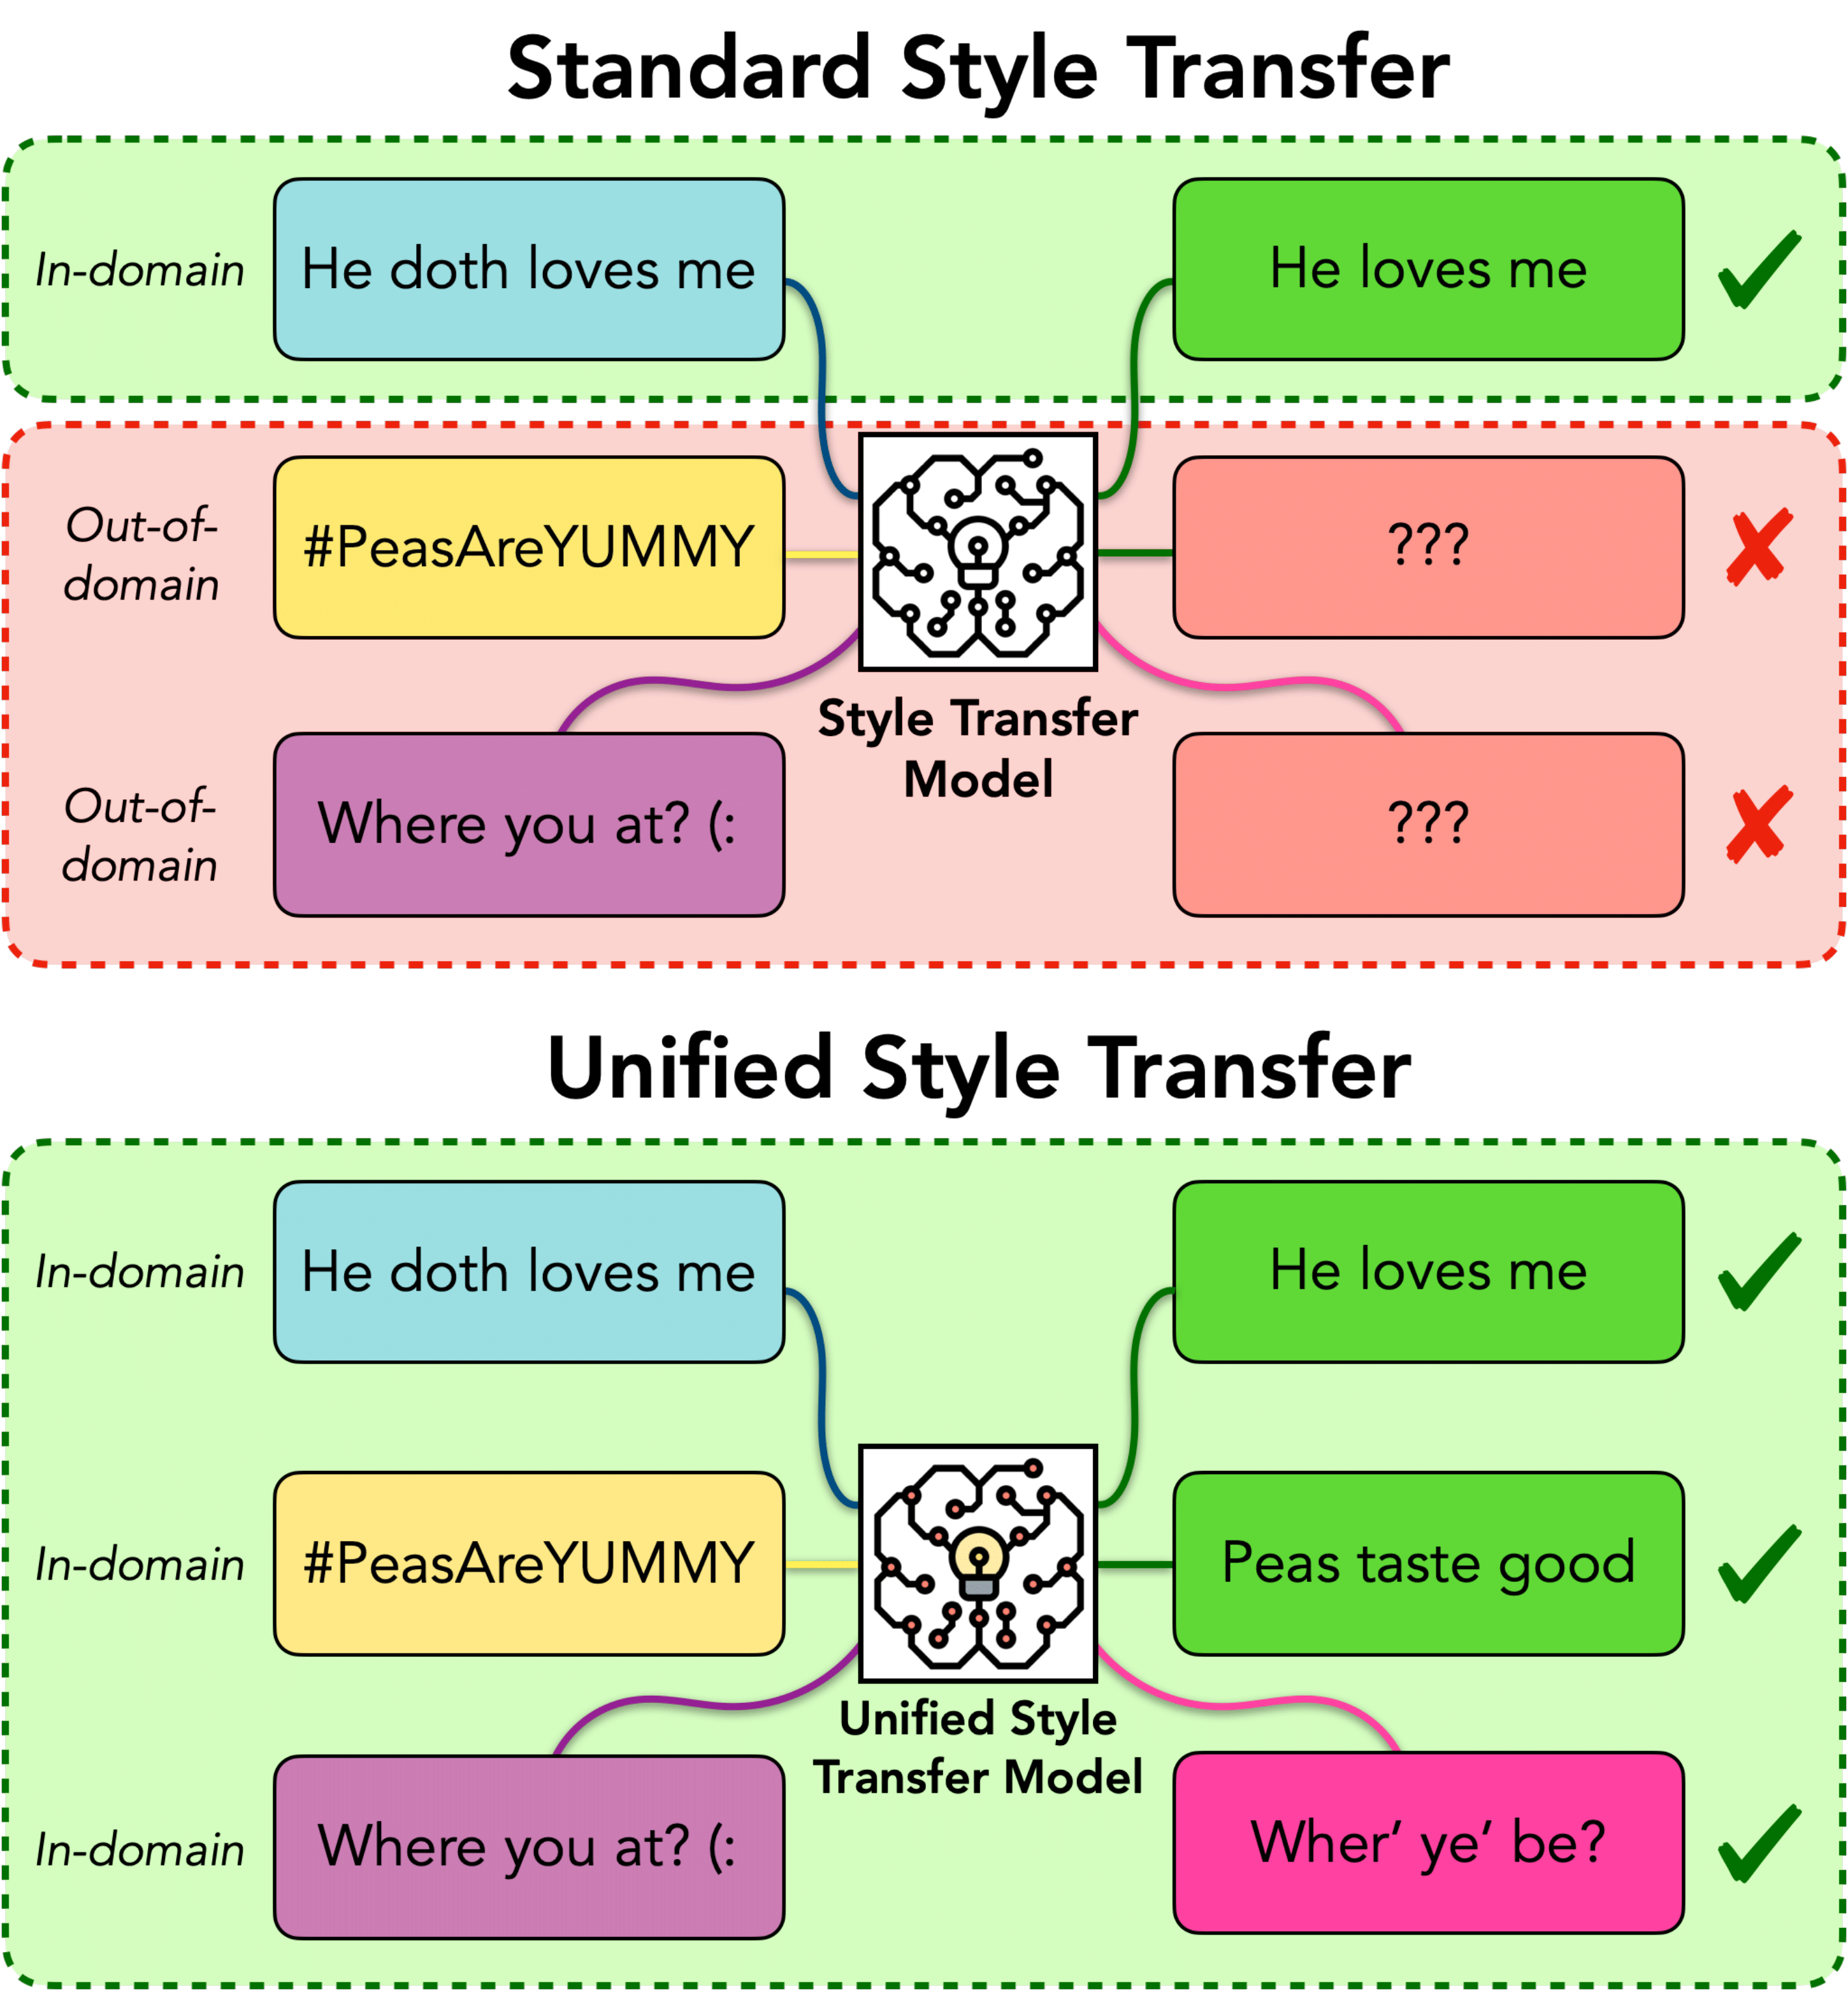 Standard Style Transfer
In-domain
He doth loves me
He loves me
Out-of-
domain
#PeasAreYUMMY
???
Style Transfer
Model
Out-of-
domain
Where you at? (:
???
Unified Style Transfer
In-domain
He doth loves me
He loves me
In-domain
#PeasAreYUMMY
Peas taste good
Unified Style
Transfer Model
In-domain
Where you at? (:
Wher’ ye’ be?